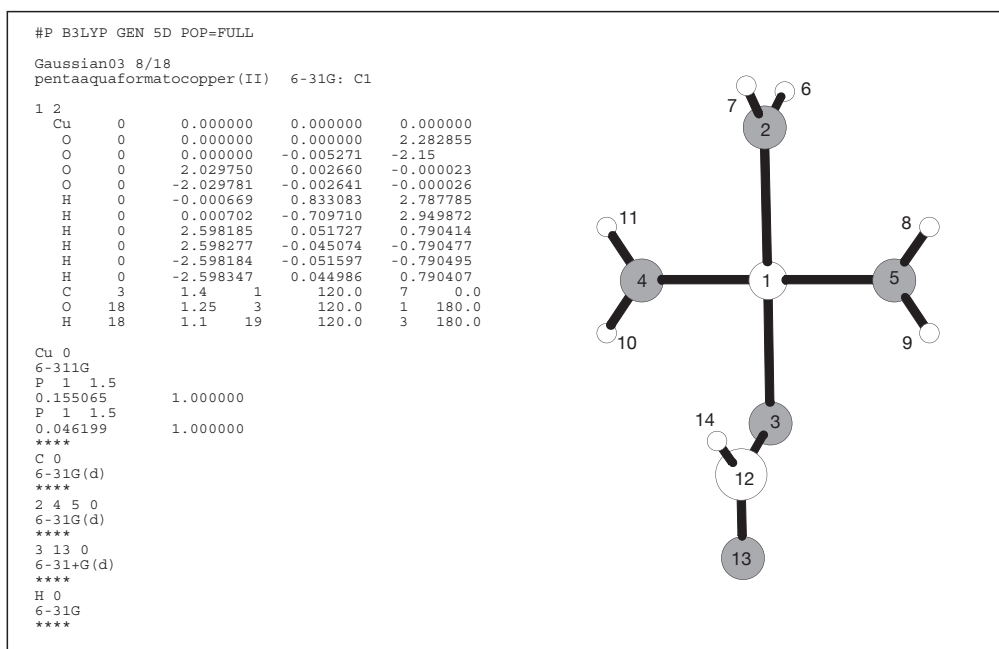 #P B3LYP GEN 5D POP=FULL
Gaussian03 8/18
pentaaquaformatocopper(II) 6-31G: C1
1 2
Cu 0 0.000000 0.000000 0.000000
O 0 0.000000 0.000000 2.282855
O 0 0.000000 -0.005271 -2.15
O 0 2.029750 0.002660 -0.000023
O 0 -2.029781 -0.002641 -0.000026
H 0 -0.000669 0.833083 2.787785
H 0 0.000702 -0.709710 2.949872
H 0 2.598185 0.051727 0.790414
H 0 2.598277 -0.045074 -0.790477
H 0 -2.598184 -0.051597 -0.790495
H 0 -2.598347 0.044986 0.790407
C 3 1.4 1 120.0 7 0.0
O 18 1.25 3 120.0 1 180.0
H 18 1.1 19 120.0 3 180.0
Cu 0
6-311G
P 1 1.5
0.155065 1.000000
P 1 1.5
0.046199 1.000000
****
C 0
6-31G(d)
****
2 4 5 0
6-31G(d)
****
3 13 0
6-31+G(d)
****
H 0
6-31G
****
7
6
2
11
8
4
1
5
10
9
14
3
12
13